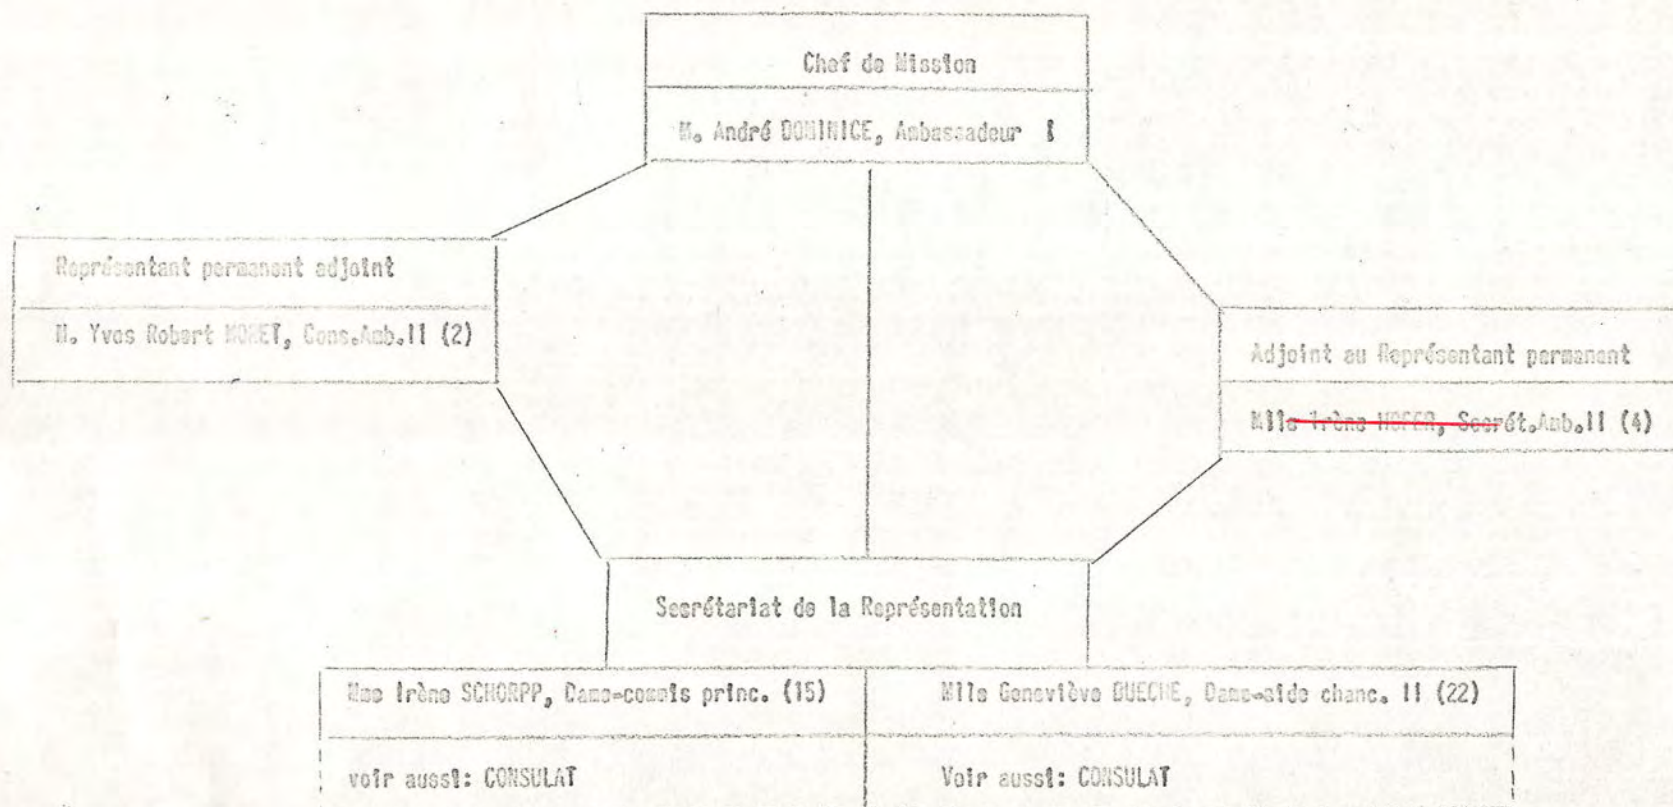 Chef de Mission
M. André DOMINICE, Ambassadeur I
Représentant permanent adjoint
M. Yves Robert MORET, Cons.Amb.II (2)
Adjoint au Représentant permanent
Mlle Irène HOFER, Secrét.Amb.II (4)
Secrétariat de la Représentation
Mme Irène SCHORPP, Dame-commis princ. (15)
Mlle Geneviève BUECHE, Dame-aide chanc. II (22)
voir aussi: CONSULAT
Voir aussi: CONSULAT